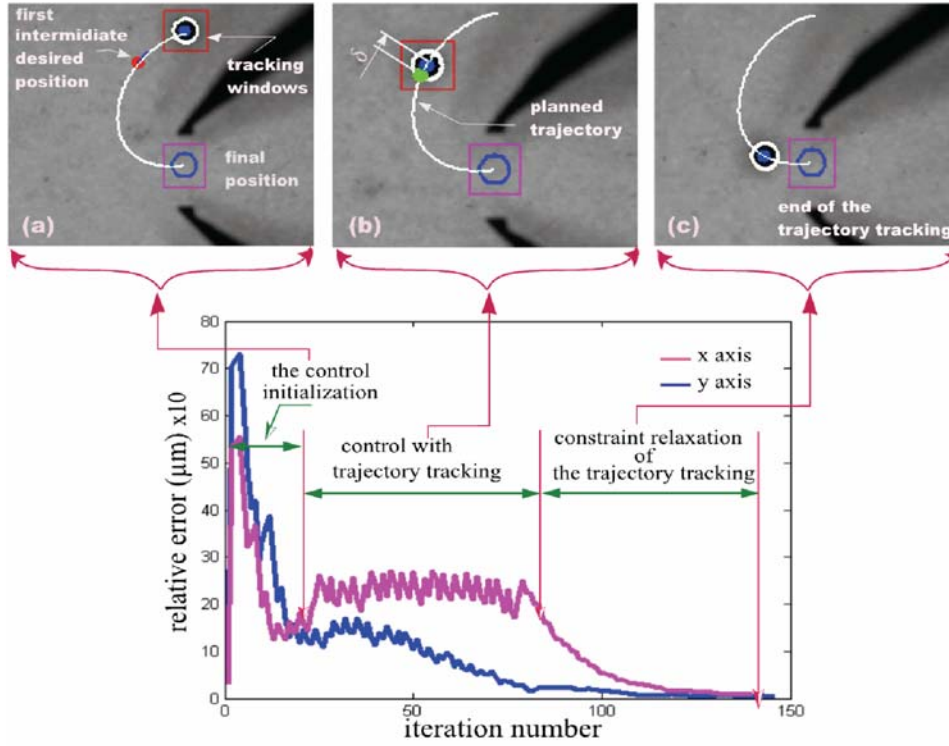 first
intermidiate
desired
position
tracking
windows
final
position
(a)
δ
planned
trajectory
(b)
end of the
trajectory tracking
(c)
80
70
60
50
40
30
20
10
0
relative error (µm) x10
x axis
y axis
the control
initialization
control with
trajectory tracking
constraint relaxation
of
the trajectory tracking
0
50
100
150
iteration number